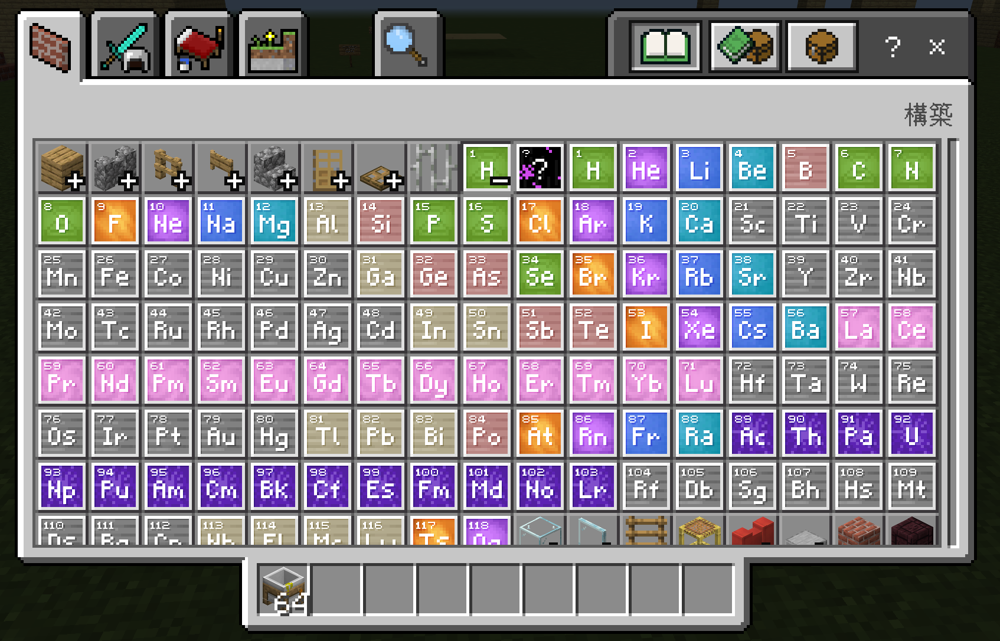 ? ×
構築
1 H ? ? 1 H 2 He 3 Li 4 Be 5 B 6 C 7 N
8 O 9 F 10 Ne 11 Na 12 Mg 13 Al 14 Si 15 P 16 S 17 Cl 18 Ar 19 K 20 Ca 21 Sc 22 Ti 23 V 24 Cr
25 Mn 26 Fe 27 Co 28 Ni 29 Cu 30 Zn 31 Ga 32 Ge 33 As 34 Se 35 Br 36 Kr 37 Rb 38 Sr 39 Y 40 Zr 41 Nb
42 Mo 43 Tc 44 Ru 45 Rh 46 Pd 47 Ag 48 Cd 49 In 50 Sn 51 Sb 52 Te 53 I 54 Xe 55 Cs 56 Ba 57 La 58 Ce
59 Pr 60 Nd 61 Pm 62 Sm 63 Eu 64 Gd 65 Tb 66 Dy 67 Ho 68 Er 69 Tm 70 Yb 71 Lu 72 Hf 73 Ta 74 W 75 Re
76 Os 77 Ir 78 Pt 79 Au 80 Hg 81 Tl 82 Pb 83 Bi 84 Po 85 At 86 Rn 87 Fr 88 Ra 89 Ac 90 Th 91 Pa 92 U
93 Np 94 Pu 95 Am 96 Cm 97 Bk 98 Cf 99 Es 100 Fm 101 Md 102 No 103 Lr 104 Rf 105 Db 106 Sg 107 Bh 108 Hs 109 Mt
110 Ds 111 Rg 112 Cn 113 Nh 114 Fl 115 Mc 116 Lv 117 Ts 118 Og
64